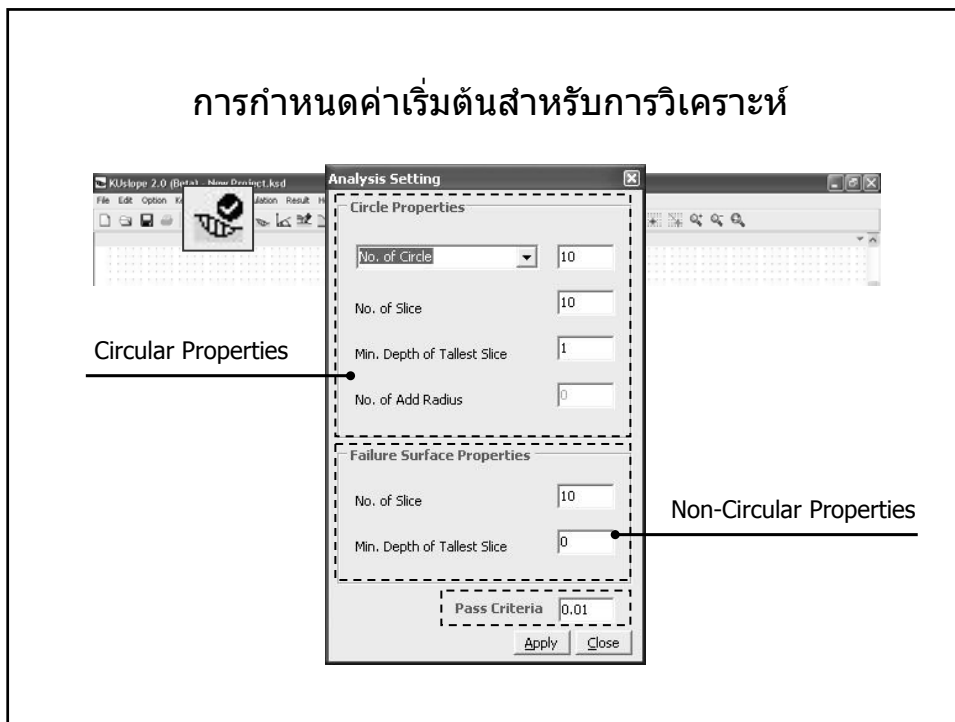 การกำหนดค่าเริ่มต้นสำหรับการวิเคราะห์
KUslope 2.0 (Beta) - New Project.ksd
File Edit Option
Result
Analysis Setting
Circle Properties
No. of Circle 10
No. of Slice 10
Min. Depth of Tallest Slice 1
No. of Add Radius 0
Circular Properties
Failure Surface Properties
No. of Slice 10
Min. Depth of Tallest Slice 0
Non-Circular Properties
Pass Criteria 0.01
Apply Close